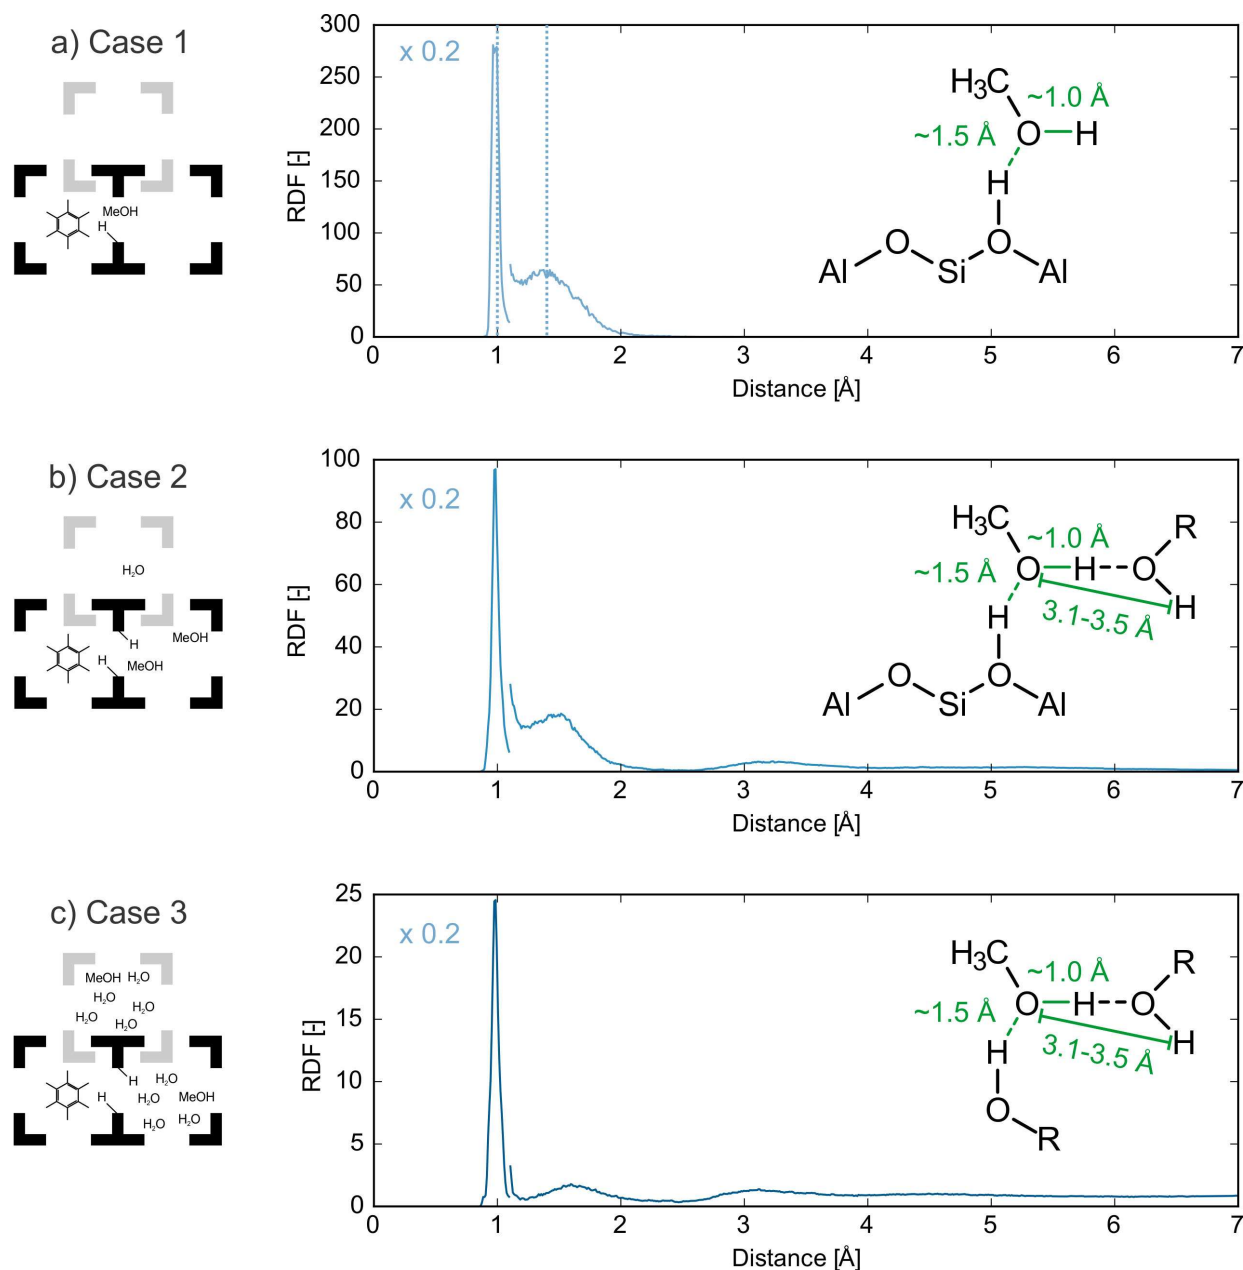 a) Case 1
MeOH
H
RDF [-]
300
250
200
150
100
50
0
x 0.2
H₃C
~1.0 Å
~1.5 Å
O
H
H
O
O
Al
Si
Al
0 1 2 3 4 5 6 7
Distance [Å]
b) Case 2
H₂O
H
MeOH
H
MeOH
RDF [-]
100
80
60
40
20
0
x 0.2
R
H₃C
~1.0 Å
~1.5 Å
O
H
O
H
3.1-3.5 Å
H
O
O
Al
Si
Al
0 1 2 3 4 5 6 7
Distance [Å]
c) Case 3
MeOH H₂O
H₂O
H₂O
H₂O
H₂O
H
H₂O
H
H₂O
MeOH
H₂O
H₂O
RDF [-]
25
20
15
10
5
0
x 0.2
R
H₃C
~1.0 Å
~1.5 Å
O
H
O
H
3.1-3.5 Å
H
O
R
0 1 2 3 4 5 6 7
Distance [Å]